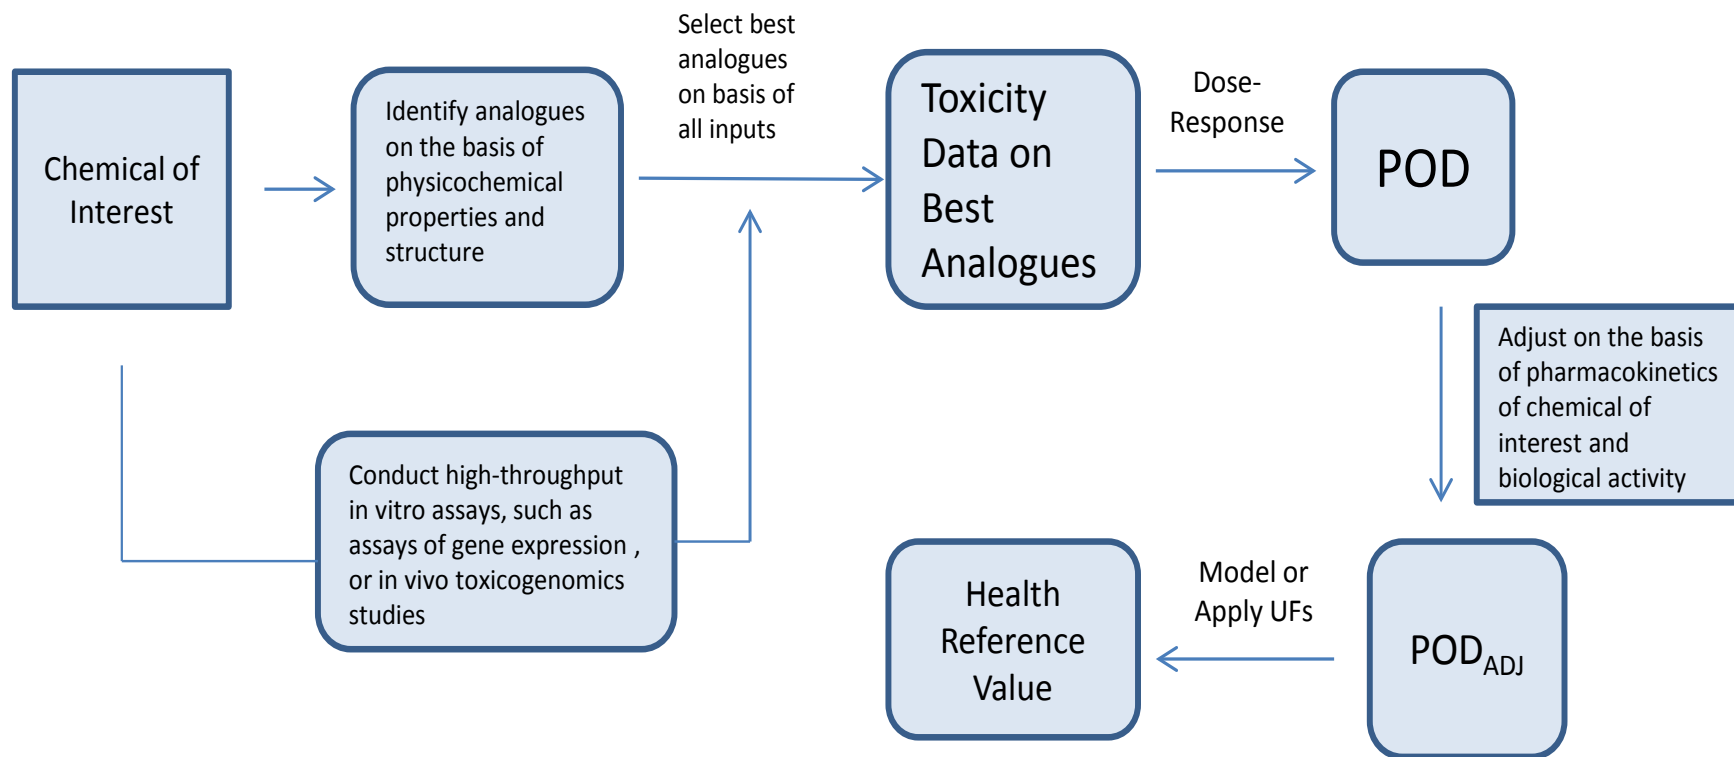 Chemical of
Interest
Identify analogues
on the basis of
physicochemical
properties and
structure
Select best
analogues
on basis of
all inputs
Toxicity
Data on
Best
Analogues
Dose-
Response
POD
Adjust on the basis
of pharmacokinetics
of chemical of
interest and
biological activity
Conduct high-throughput
in vitro assays, such as
assays of gene expression ,
or in vivo toxicogenomics
studies
Health
Reference
Value
Model or
Apply UFs
POD_ADJ